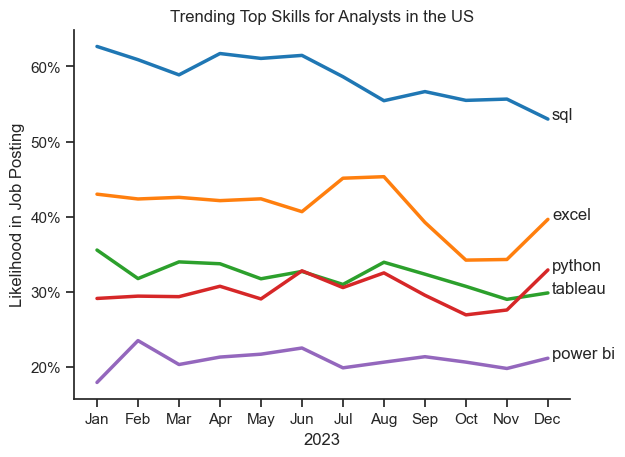 Trending Top Skills for Analysts in the US
Likelihood in Job Posting
60%
50%
40%
30%
20%
sql
excel
python
tableau
power bi
Jan Feb Mar Apr May Jun Jul Aug Sep Oct Nov Dec
2023